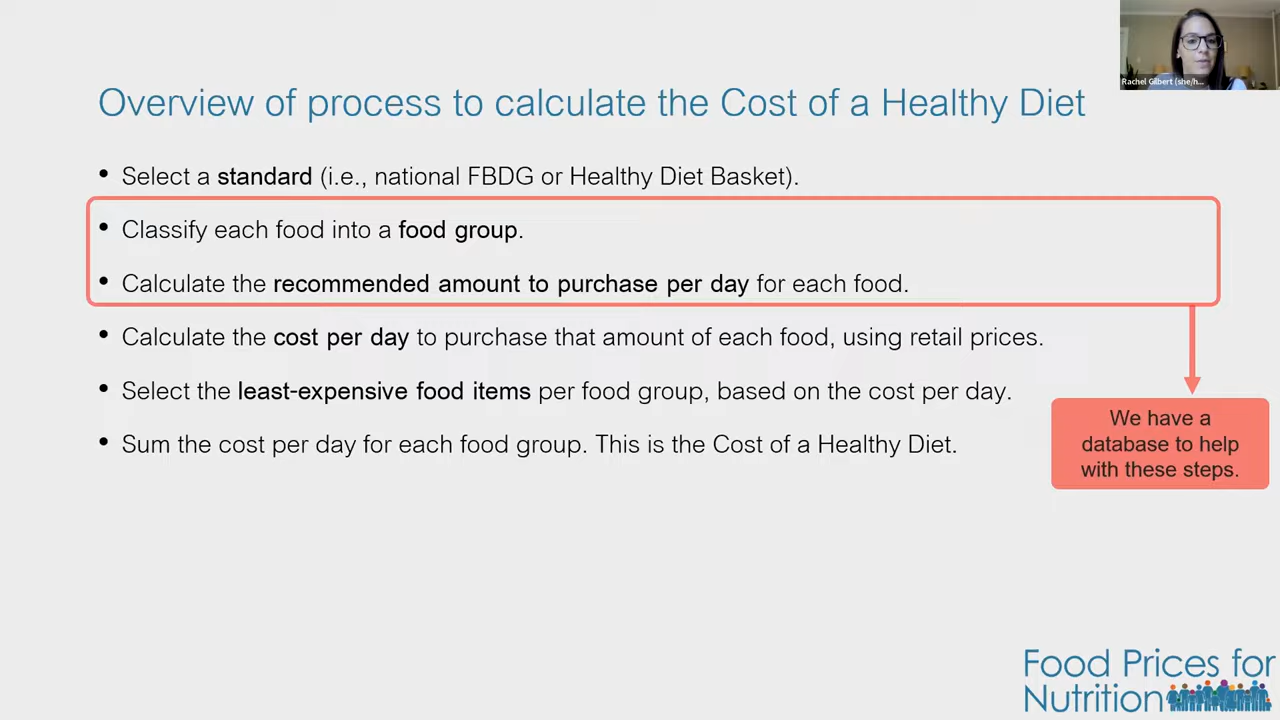 Rachel Gilbert (she/h...
Overview of process to calculate the Cost of a Healthy Diet
• Select a standard (i.e., national FBDG or Healthy Diet Basket).
• Classify each food into a food group.
• Calculate the recommended amount to purchase per day for each food.
• Calculate the cost per day to purchase that amount of each food, using retail prices.
• Select the least-expensive food items per food group, based on the cost per day.
• Sum the cost per day for each food group. This is the Cost of a Healthy Diet.
We have a
database to help
with these steps.
Food Prices for
Nutrition